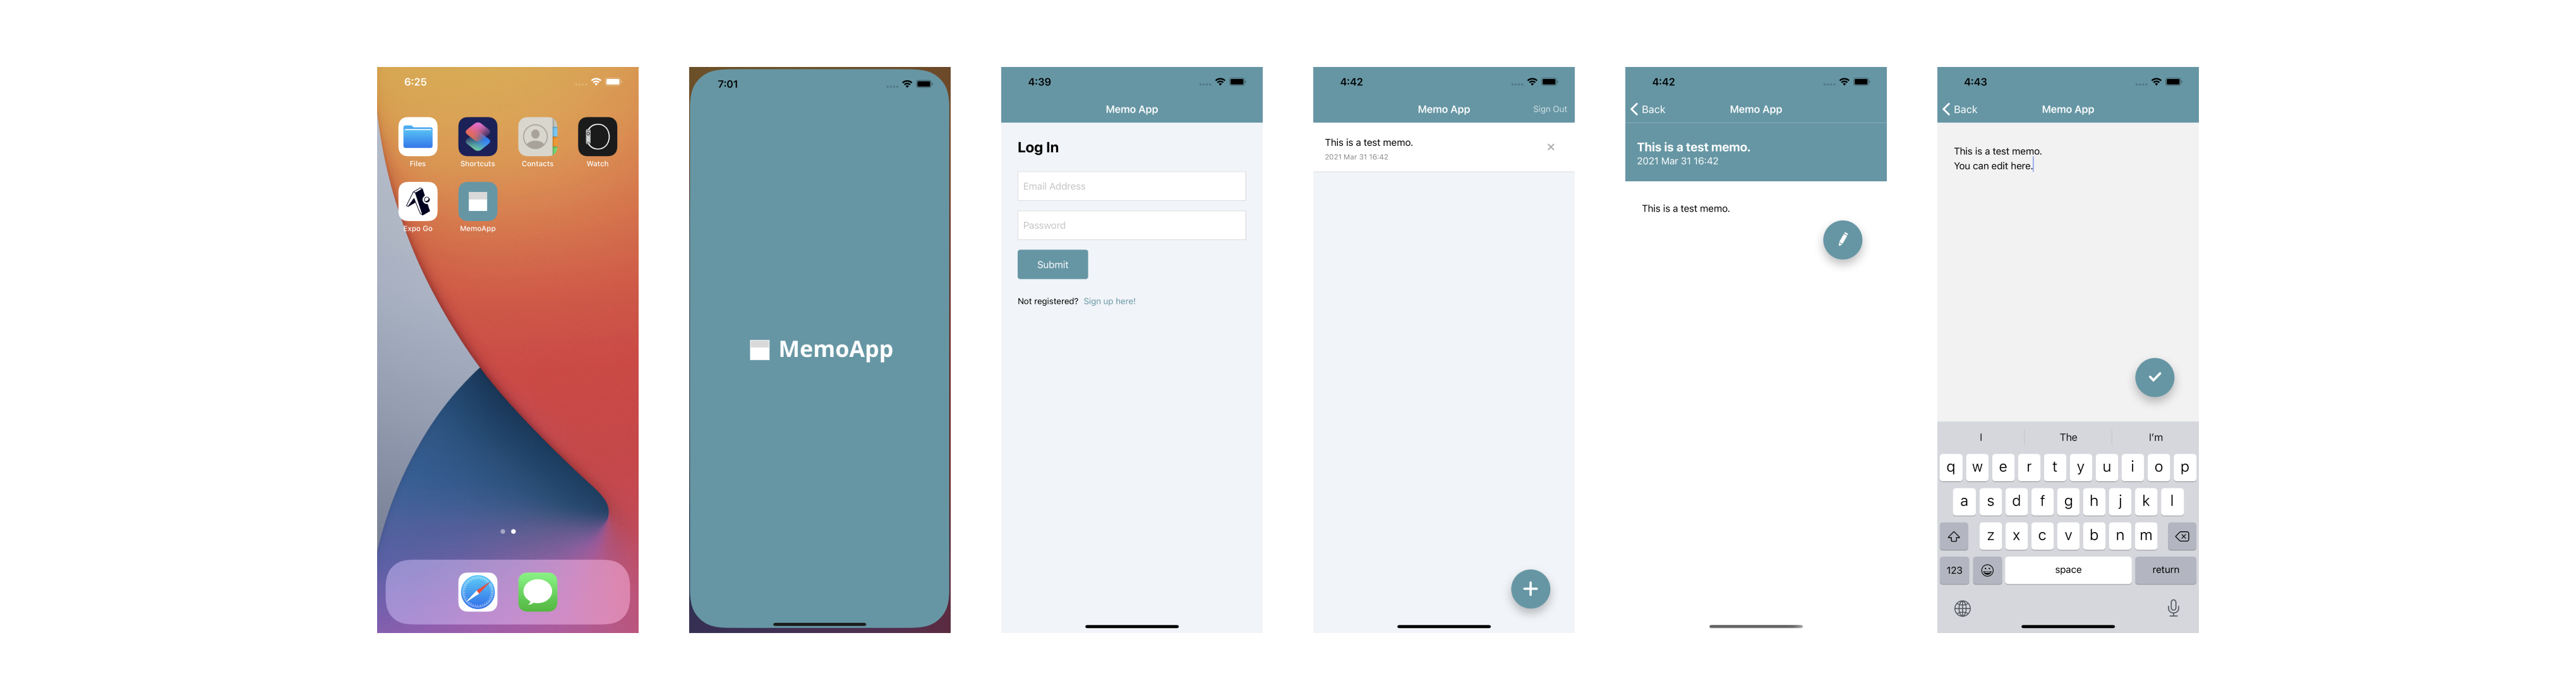 6:25
Files
Shortcuts
Contacts
Watch
Expo Go
MemoApp
7:01
MemoApp
4:39
Memo App
Log In
Email Address
Password
Submit
Not registered? Sign up here!
4:42
Memo App
Sign Out
This is a test memo.
2021 Mar 31 16:42
4:42
Back
Memo App
This is a test memo.
2021 Mar 31 16:42
This is a test memo.
4:43
Back
Memo App
This is a test memo.
You can edit here.
I The I'm
q w e r t y u i o p
a s d f g h j k l
z x c v b n m
123 space return